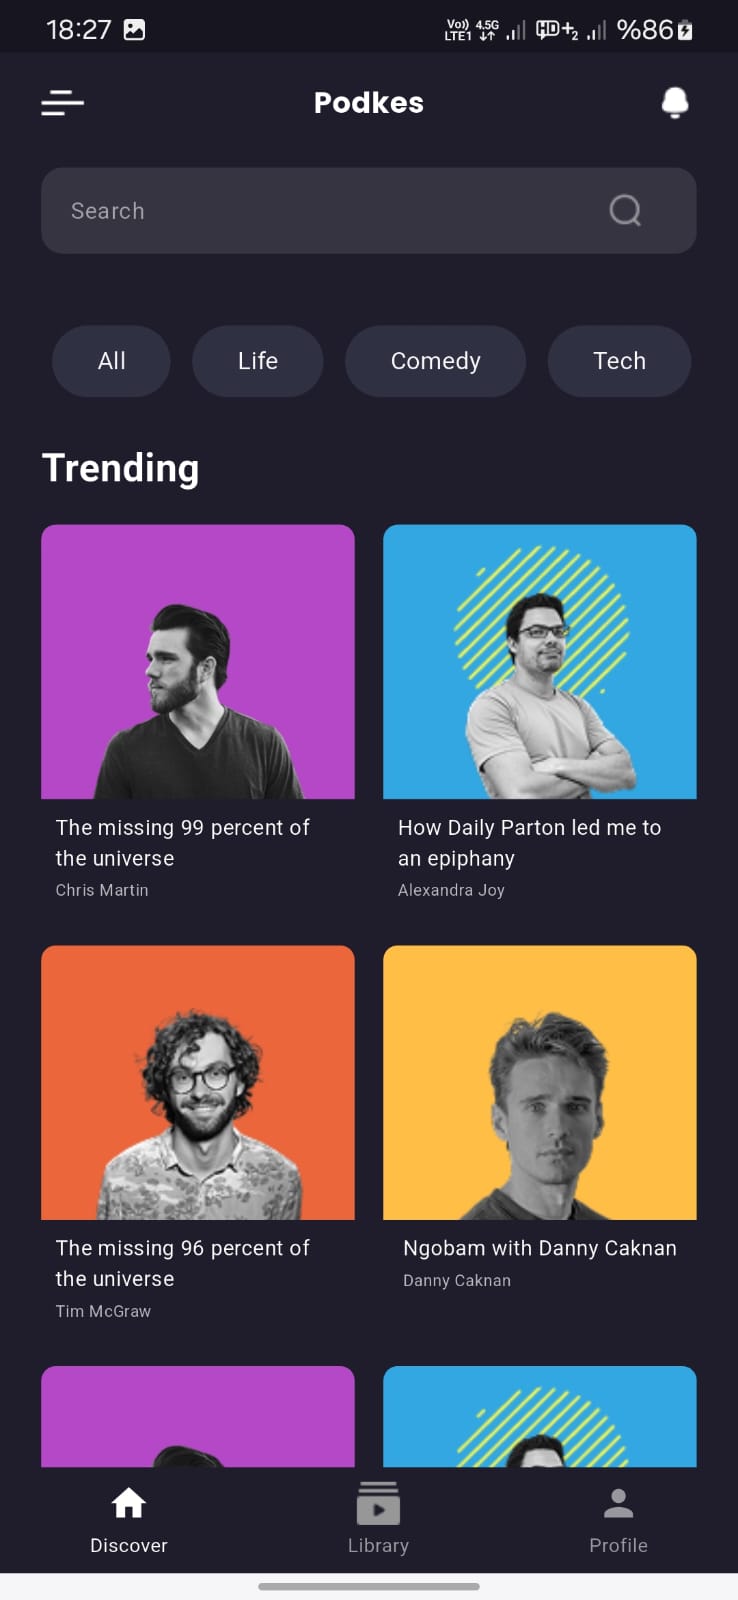 18:27 Vo)) LTE1 4.5G HD+2 %86
Podkes
Search
All Life Comedy Tech
Trending
The missing 99 percent of
the universe
Chris Martin
How Daily Parton led me to
an epiphany
Alexandra Joy
The missing 96 percent of
the universe
Tim McGraw
Ngobam with Danny Caknan
Danny Caknan
Discover Library Profile